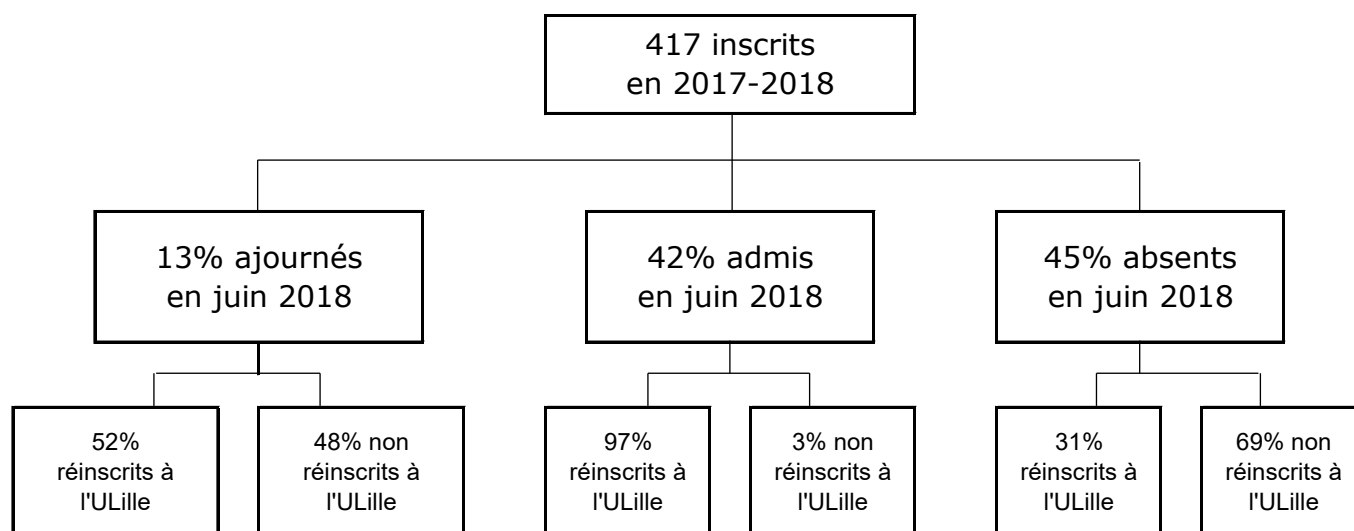 417 inscrits
en 2017-2018
13% ajournés
en juin 2018
42% admis
en juin 2018
45% absents
en juin 2018
52%
réinscrits à
l'ULille
48% non
réinscrits à
l'ULille
97%
réinscrits à
l'ULille
3% non
réinscrits à
l'ULille
31%
réinscrits à
l'ULille
69% non
réinscrits à
l'ULille